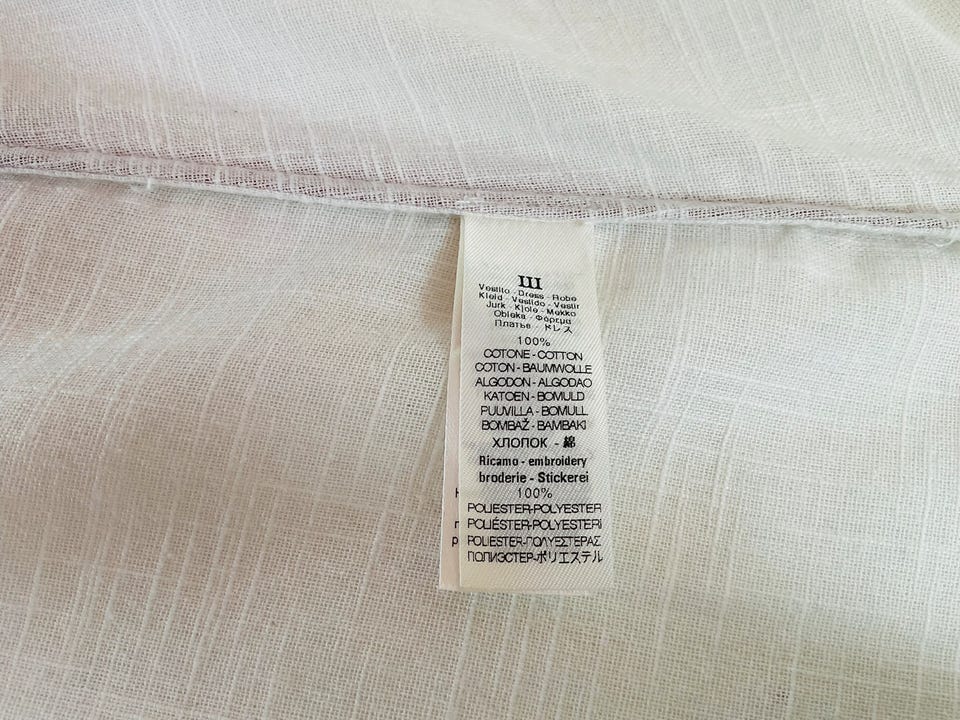 III
Vestito - Dress - Robe
Kleid - Vestido - Vestir
Jurk - Kjole - Mekko
Obleka - Φόρεμα
Платье - ドレス
100%
COTONE - COTTON
COTON - BAUMWOLLE
ALGODON - ALGODAO
KATOEN - BOMULD
PUUVILLA - BOMULL
BOMBAŽ - BAMBAKI
ХЛОПОК - 綿
Ricamo - embroidery
broderie - Stickerei
100%
POLIESTER-POLYESTER
POLIÉSTER-POLYESTERI
POLIESTER-ΠΟΛΥΕΣΤΕΡΑΣ
ПОЛИЭСТЕР-ポリエステル